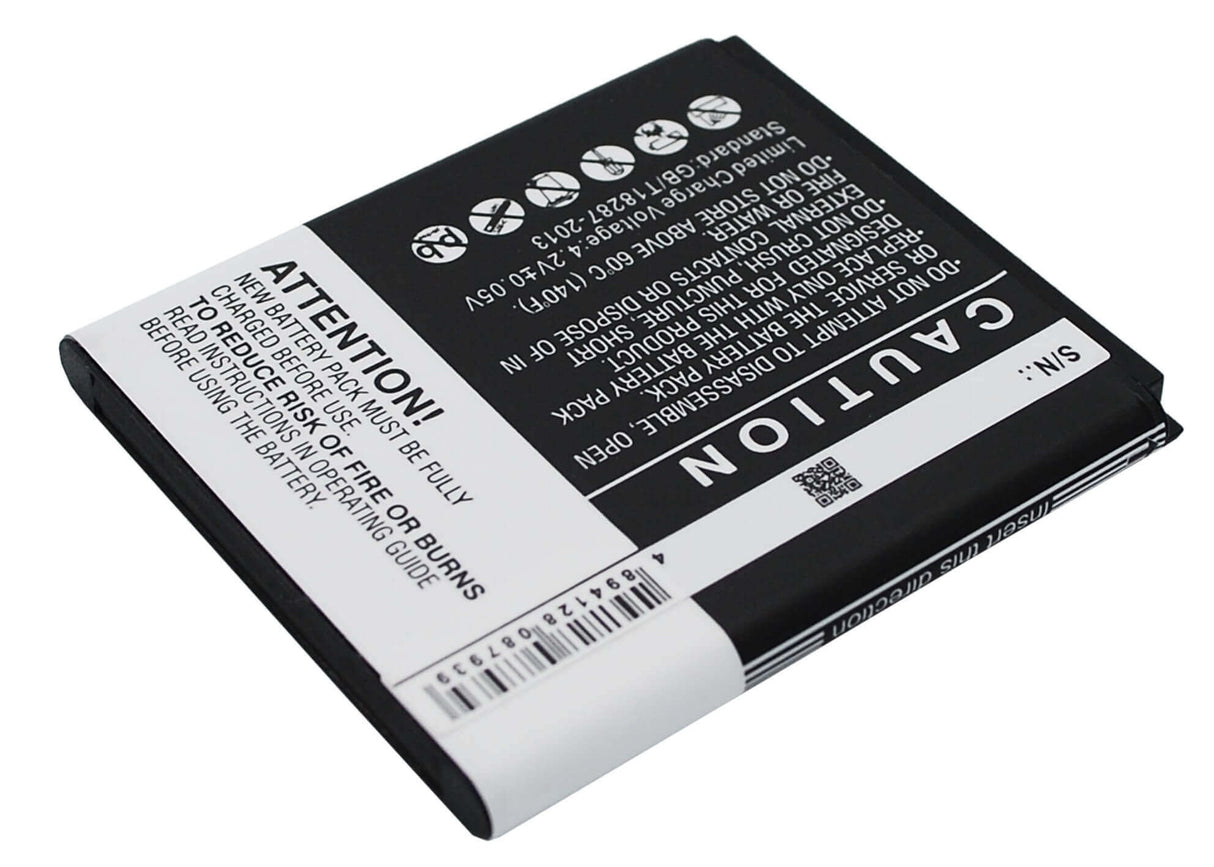 CAUTION
•DO NOT ATTEMPT TO DISASSEMBLE, OPEN
OR SERVICE THE BATTERY PACK.
•REPLACE ONLY WITH THE BATTERY PACK
DESIGNATED FOR THIS PRODUCT.
•DO NOT CRUSH, PUNCTURE, SHORT
EXTERNAL CONTACTS OR DISPOSE OF IN
FIRE OR WATER.
•DO NOT STORE ABOVE 60°C (140°F).
Limited Charge Voltage:4.2V±0.05V
Standard:GB/T18287-2013
S/N.:
ATTENTION!
NEW BATTERY PACK MUST BE FULLY
CHARGED BEFORE USE.
TO REDUCE RISK OF FIRE OR BURNS
READ INSTRUCTIONS IN OPERATING GUIDE
BEFORE USING THE BATTERY.
4 894128 087939
Insert this direction